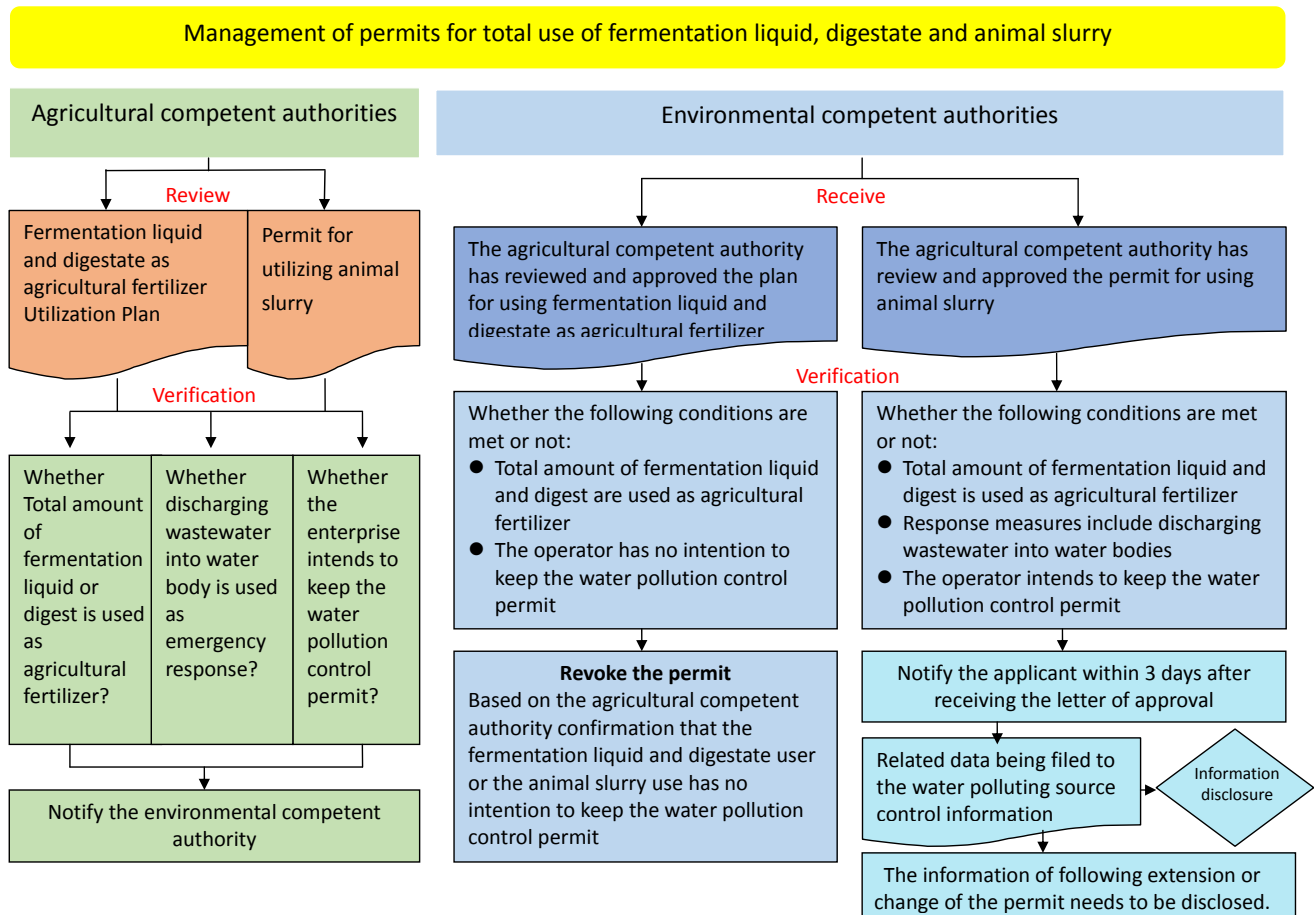 Management of permits for total use of fermentation liquid, digestate and animal slurry
Agricultural competent authorities
Environmental competent authorities
Review
Receive
Fermentation liquid
and digestate as
agricultural fertilizer
Utilization Plan
Permit for
utilizing animal
slurry
The agricultural competent authority
has reviewed and approved the plan
for using fermentation liquid and
digestate as agricultural fertilizer
The agricultural competent authority has
review and approved the permit for using
animal slurry
Verification
Verification
Whether
Total amount
of
fermentation
liquid or
digest is used
as
agricultural
fertilizer?
Whether
discharging
wastewater
into water
body is used
as
emergency
response?
Whether
the
enterprise
intends to
keep the
water
pollution
control
permit?
Notify the environmental competent
authority
Whether the following conditions are
met or not:
● Total amount of fermentation liquid
and digest are used as agricultural
fertilizer
● The operator has no intention to
keep the water pollution control
permit
Revoke the permit
Based on the agricultural competent
authority confirmation that the
fermentation liquid and digestate user
or the animal slurry use has no
intention to keep the water pollution
control permit
Whether the following conditions are met
or not:
● Total amount of fermentation liquid and
digest is used as agricultural fertilizer
● Response measures include discharging
wastewater into water bodies
● The operator intends to keep the water
pollution control permit
Notify the applicant within 3 days after
receiving the letter of approval
Related data being filed to
the water polluting source
control information
Information
disclosure
The information of following extension or
change of the permit needs to be disclosed.